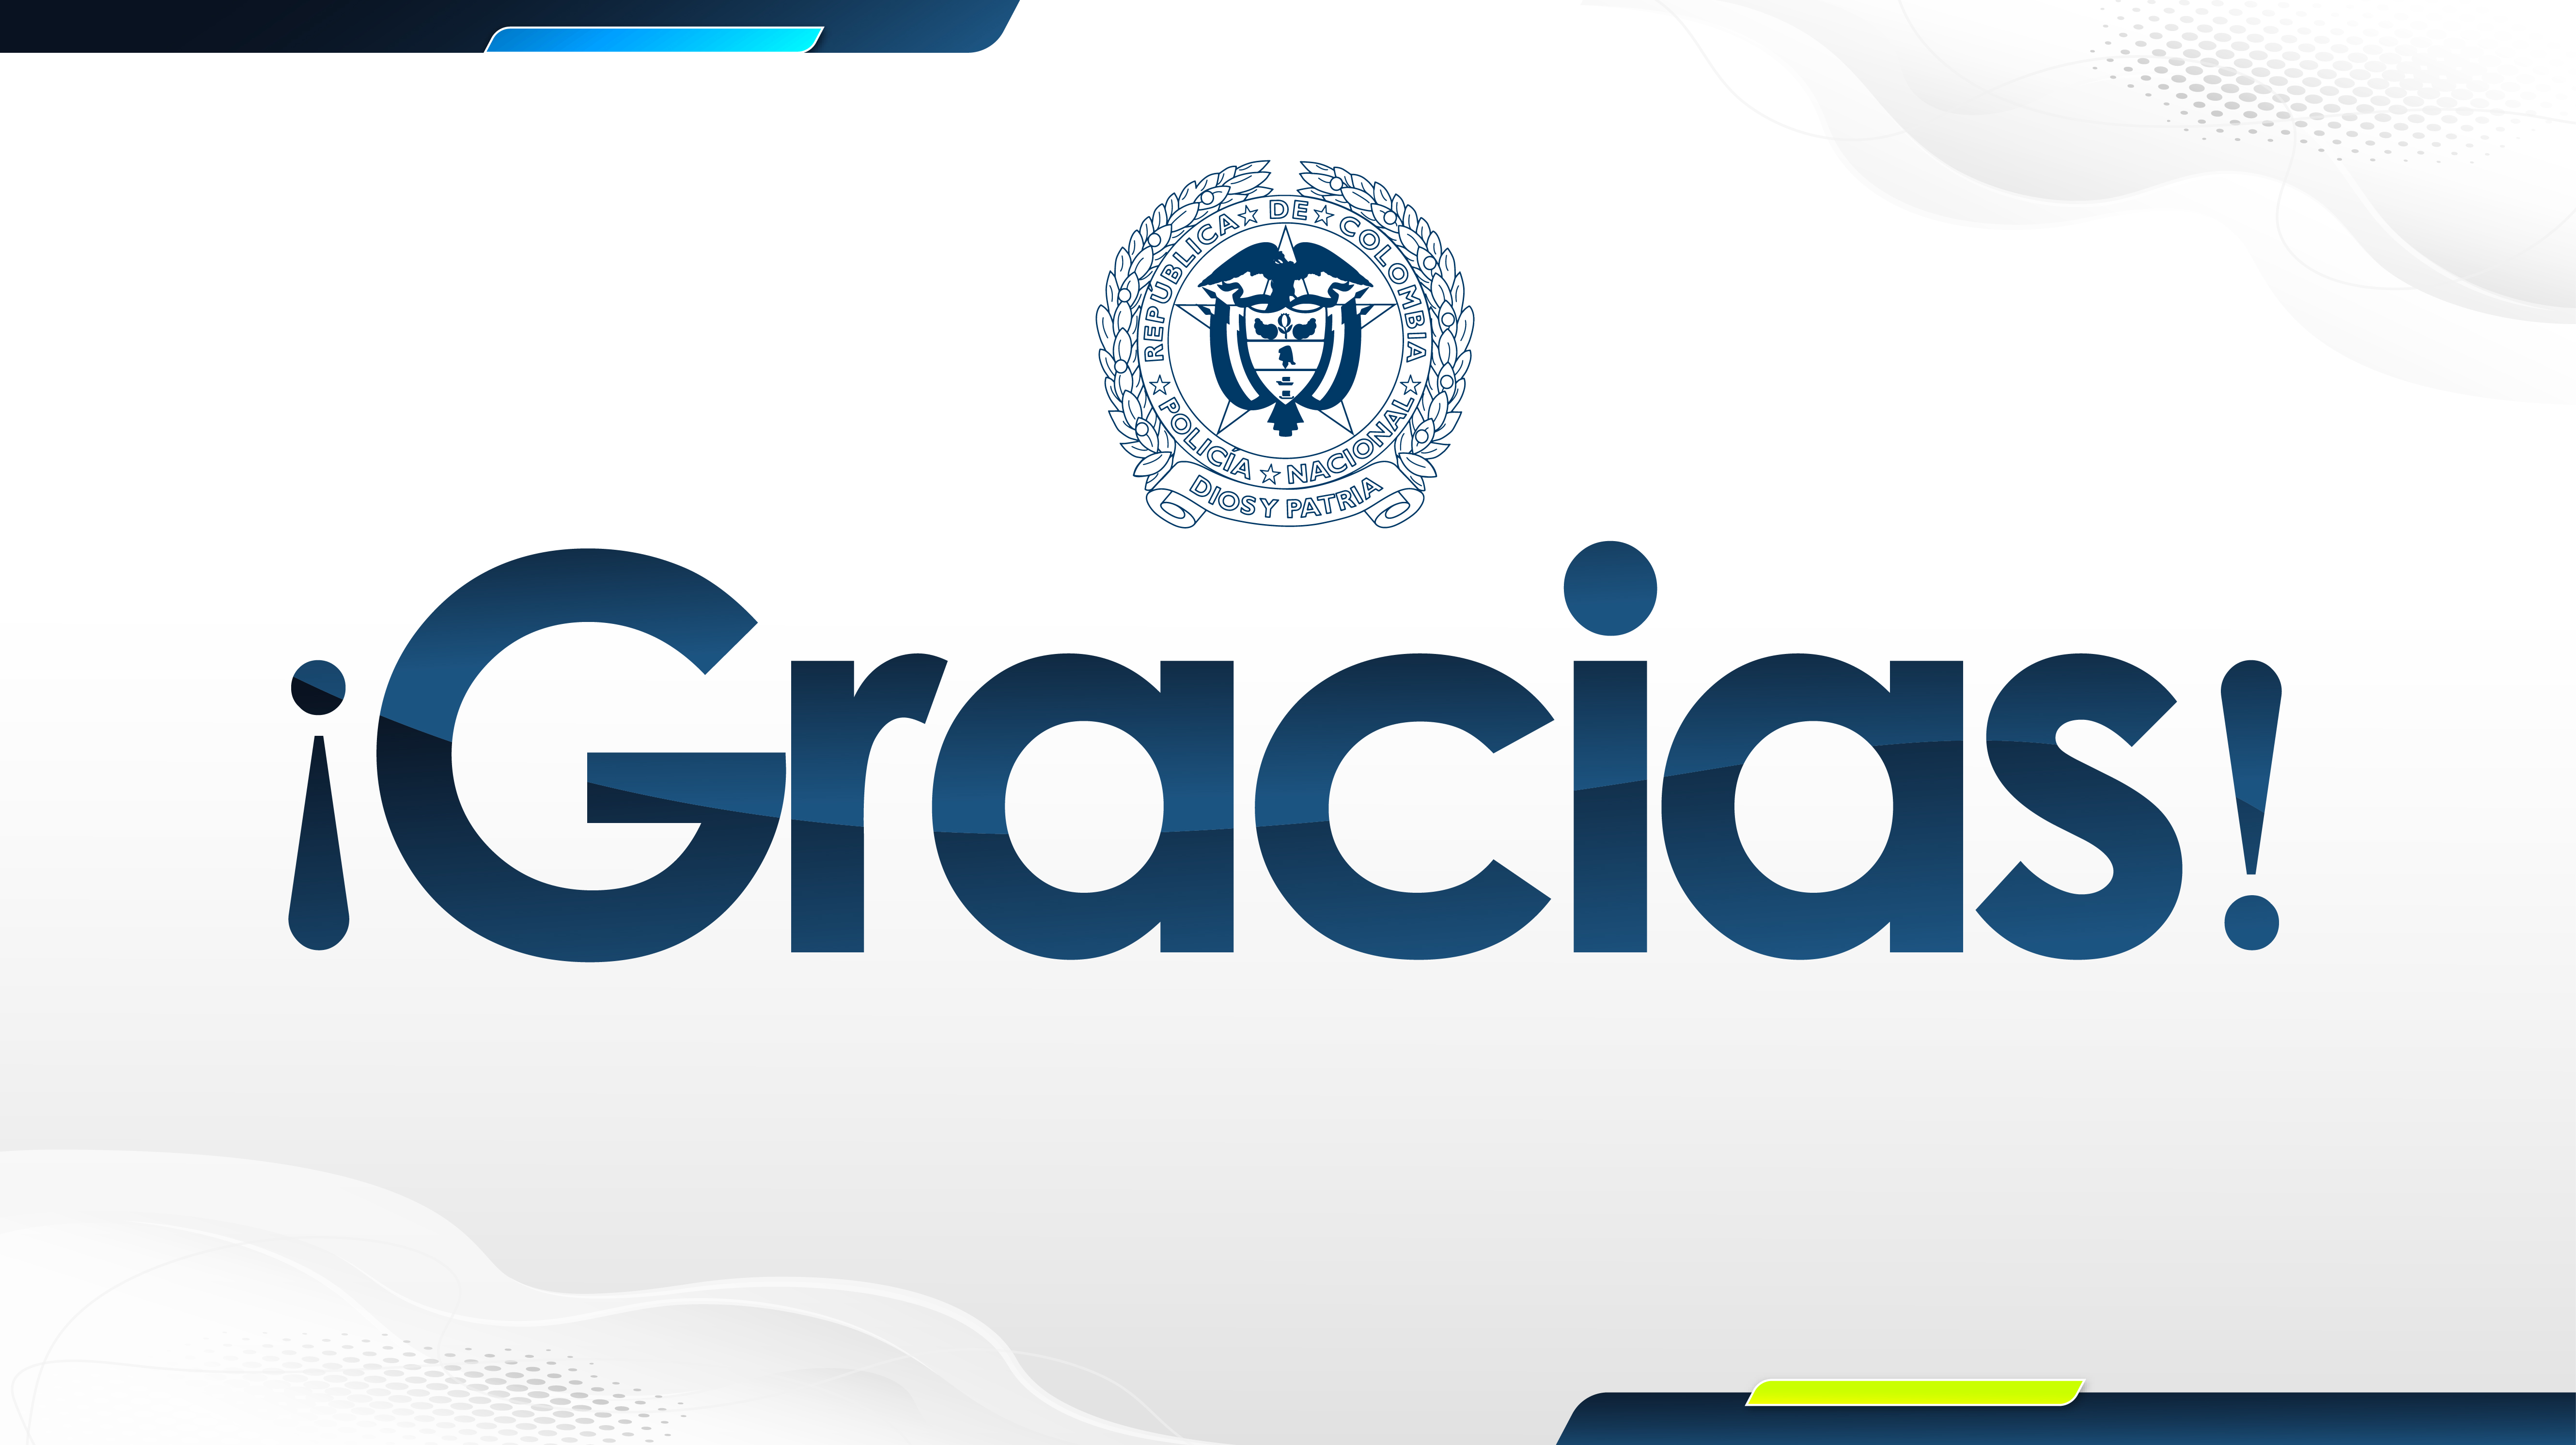 REPÚBLICA DE COLOMBIA
POLICÍA NACIONAL
DIOS Y PATRIA
¡Gracias!